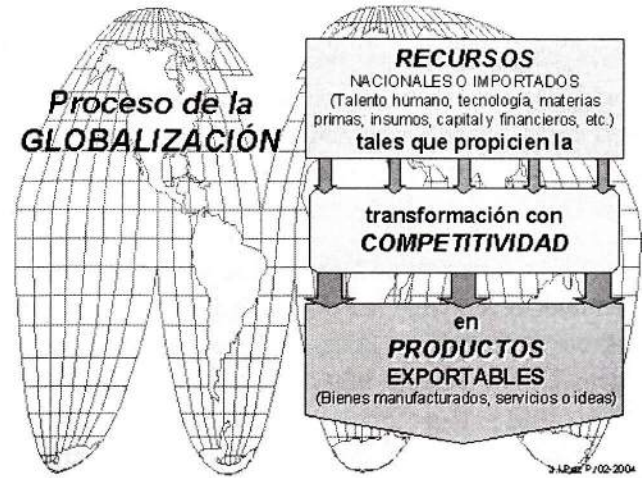 Proceso de la
GLOBALIZACIÓN
RECURSOS
NACIONALES O IMPORTADOS
(Talento humano, tecnología, materias
primas, insumos, capital y financieros, etc.)
tales que propicien la
transformación con
COMPETITIVIDAD
en
PRODUCTOS
EXPORTABLES
(Bienes manufacturados, servicios o ideas)